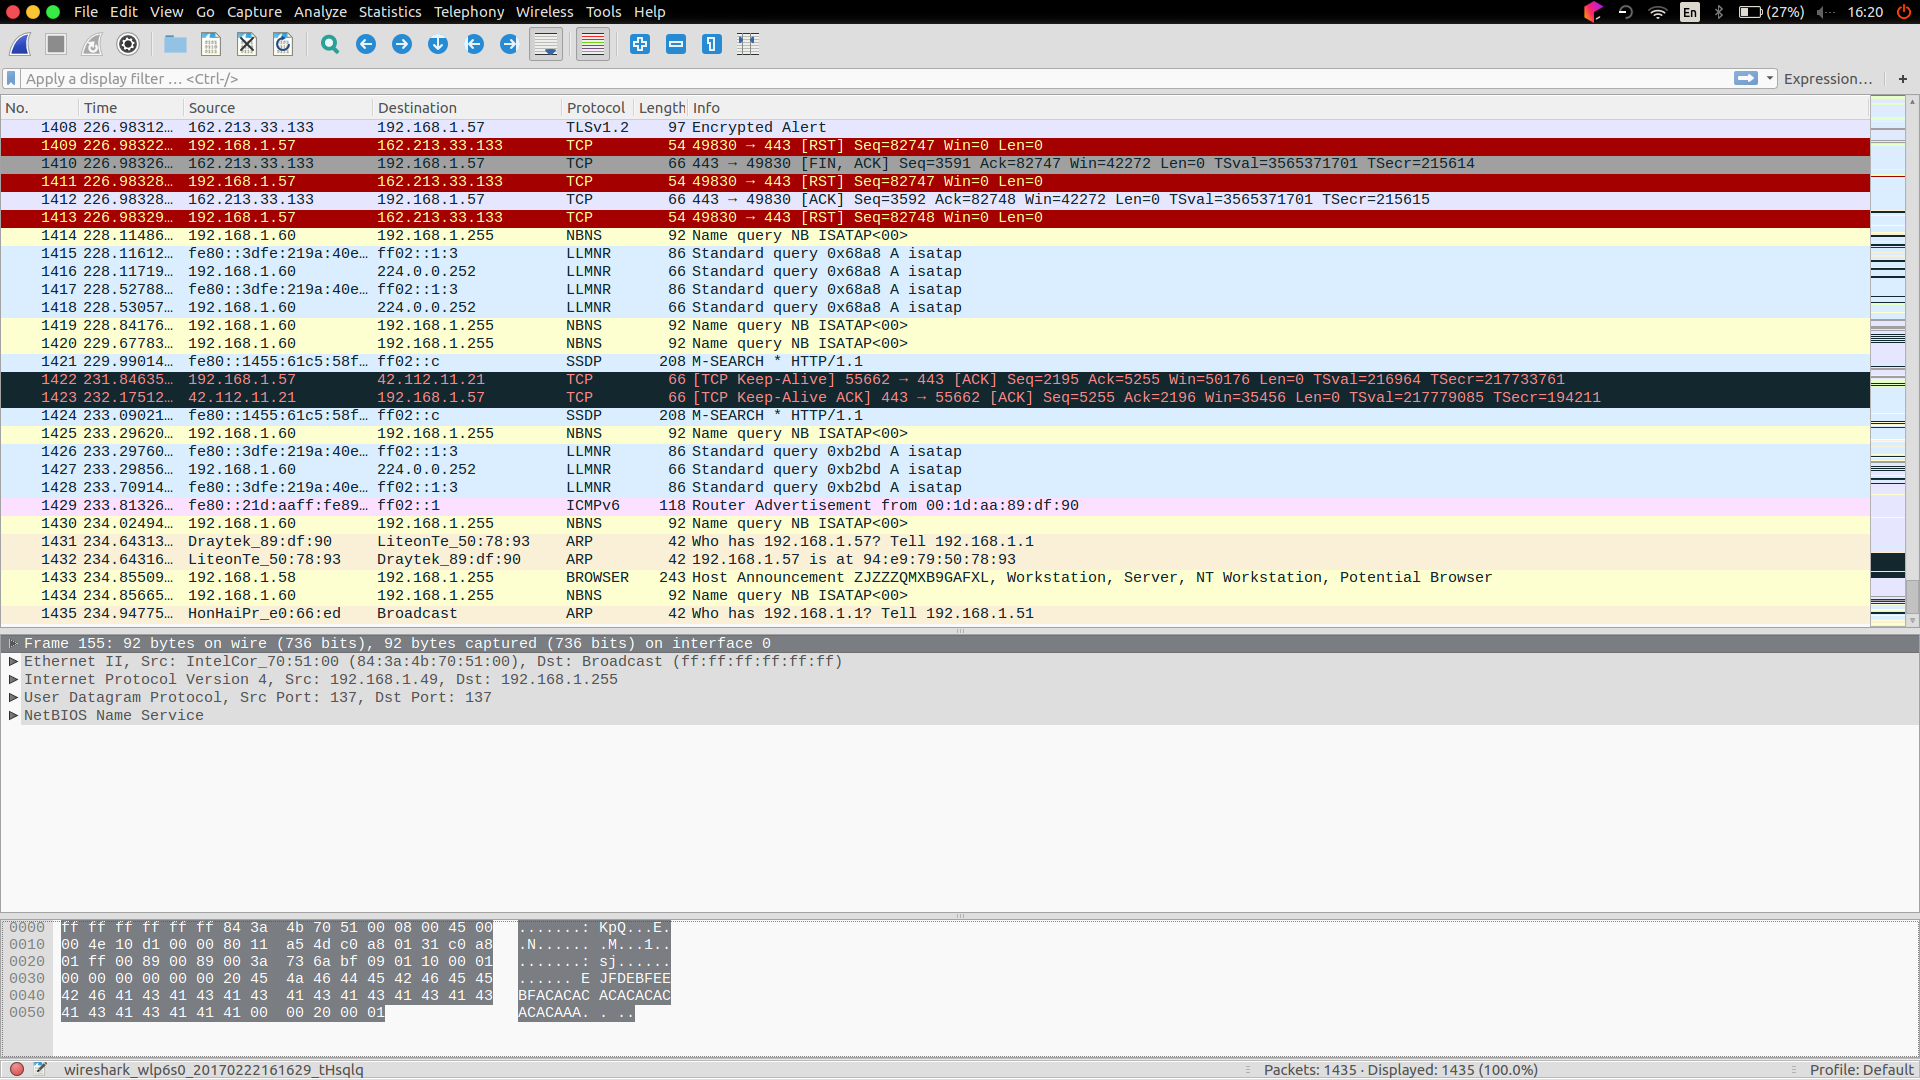 File Edit View Go Capture Analyze Statistics Telephony Wireless Tools Help En (27%) 16:20
Apply a display filter … <Ctrl-/> Expression… +
No. Time Source Destination Protocol Length Info
1408 226.98312… 162.213.33.133 192.168.1.57 TLSv1.2 97 Encrypted Alert
1409 226.98322… 192.168.1.57 162.213.33.133 TCP 54 49830 → 443 [RST] Seq=82747 Win=0 Len=0
1410 226.98326… 162.213.33.133 192.168.1.57 TCP 66 443 → 49830 [FIN, ACK] Seq=3591 Ack=82747 Win=42272 Len=0 TSval=3565371701 TSecr=215614
1411 226.98328… 192.168.1.57 162.213.33.133 TCP 54 49830 → 443 [RST] Seq=82747 Win=0 Len=0
1412 226.98328… 162.213.33.133 192.168.1.57 TCP 66 443 → 49830 [ACK] Seq=3592 Ack=82748 Win=42272 Len=0 TSval=3565371701 TSecr=215615
1413 226.98329… 192.168.1.57 162.213.33.133 TCP 54 49830 → 443 [RST] Seq=82748 Win=0 Len=0
1414 228.11486… 192.168.1.60 192.168.1.255 NBNS 92 Name query NB ISATAP<00>
1415 228.11612… fe80::3dfe:219a:40e… ff02::1:3 LLMNR 86 Standard query 0x68a8 A isatap
1416 228.11719… 192.168.1.60 224.0.0.252 LLMNR 66 Standard query 0x68a8 A isatap
1417 228.52788… fe80::3dfe:219a:40e… ff02::1:3 LLMNR 86 Standard query 0x68a8 A isatap
1418 228.53057… 192.168.1.60 224.0.0.252 LLMNR 66 Standard query 0x68a8 A isatap
1419 228.84176… 192.168.1.60 192.168.1.255 NBNS 92 Name query NB ISATAP<00>
1420 229.67783… 192.168.1.60 192.168.1.255 NBNS 92 Name query NB ISATAP<00>
1421 229.99014… fe80::1455:61c5:58f… ff02::c SSDP 208 M-SEARCH * HTTP/1.1
1422 231.84635… 192.168.1.57 42.112.11.21 TCP 66 [TCP Keep-Alive] 55662 → 443 [ACK] Seq=2195 Ack=5255 Win=50176 Len=0 TSval=216964 TSecr=217733761
1423 232.17512… 42.112.11.21 192.168.1.57 TCP 66 [TCP Keep-Alive ACK] 443 → 55662 [ACK] Seq=5255 Ack=2196 Win=35456 Len=0 TSval=217779085 TSecr=194211
1424 233.09021… fe80::1455:61c5:58f… ff02::c SSDP 208 M-SEARCH * HTTP/1.1
1425 233.29620… 192.168.1.60 192.168.1.255 NBNS 92 Name query NB ISATAP<00>
1426 233.29760… fe80::3dfe:219a:40e… ff02::1:3 LLMNR 86 Standard query 0xb2bd A isatap
1427 233.29856… 192.168.1.60 224.0.0.252 LLMNR 66 Standard query 0xb2bd A isatap
1428 233.70914… fe80::3dfe:219a:40e… ff02::1:3 LLMNR 86 Standard query 0xb2bd A isatap
1429 233.81326… fe80::21d:aaff:fe89… ff02::1 ICMPv6 118 Router Advertisement from 00:1d:aa:89:df:90
1430 234.02494… 192.168.1.60 192.168.1.255 NBNS 92 Name query NB ISATAP<00>
1431 234.64313… Draytek_89:df:90 LiteonTe_50:78:93 ARP 42 Who has 192.168.1.57? Tell 192.168.1.1
1432 234.64316… LiteonTe_50:78:93 Draytek_89:df:90 ARP 42 192.168.1.57 is at 94:e9:79:50:78:93
1433 234.85509… 192.168.1.58 192.168.1.255 BROWSER 243 Host Announcement ZJZZZQMXB9GAFXL, Workstation, Server, NT Workstation, Potential Browser
1434 234.85665… 192.168.1.60 192.168.1.255 NBNS 92 Name query NB ISATAP<00>
1435 234.94775… HonHaiPr_e0:66:ed Broadcast ARP 42 Who has 192.168.1.1? Tell 192.168.1.51
Frame 155: 92 bytes on wire (736 bits), 92 bytes captured (736 bits) on interface 0
Ethernet II, Src: IntelCor_70:51:00 (84:3a:4b:70:51:00), Dst: Broadcast (ff:ff:ff:ff:ff:ff)
Internet Protocol Version 4, Src: 192.168.1.49, Dst: 192.168.1.255
User Datagram Protocol, Src Port: 137, Dst Port: 137
NetBIOS Name Service
0000 ff ff ff ff ff ff 84 3a 4b 70 51 00 08 00 45 00 .......: KpQ...E.
0010 00 4e 10 d1 00 00 80 11 a5 4d c0 a8 01 31 c0 a8 .N...... .M...1..
0020 01 ff 00 89 00 89 00 3a 73 6a bf 09 01 10 00 01 .......: sj......
0030 00 00 00 00 00 00 20 45 4a 46 44 45 42 46 45 45 ...... E JFDEBFEE
0040 42 46 41 43 41 43 41 43 41 43 41 43 41 43 41 43 BFACACAC ACACACAC
0050 41 43 41 43 41 41 41 00 00 20 00 01 ACACAAA. . ..
wireshark_wlp6s0_20170222161629_tHsqlq Packets: 1435 · Displayed: 1435 (100.0%) Profile: Default